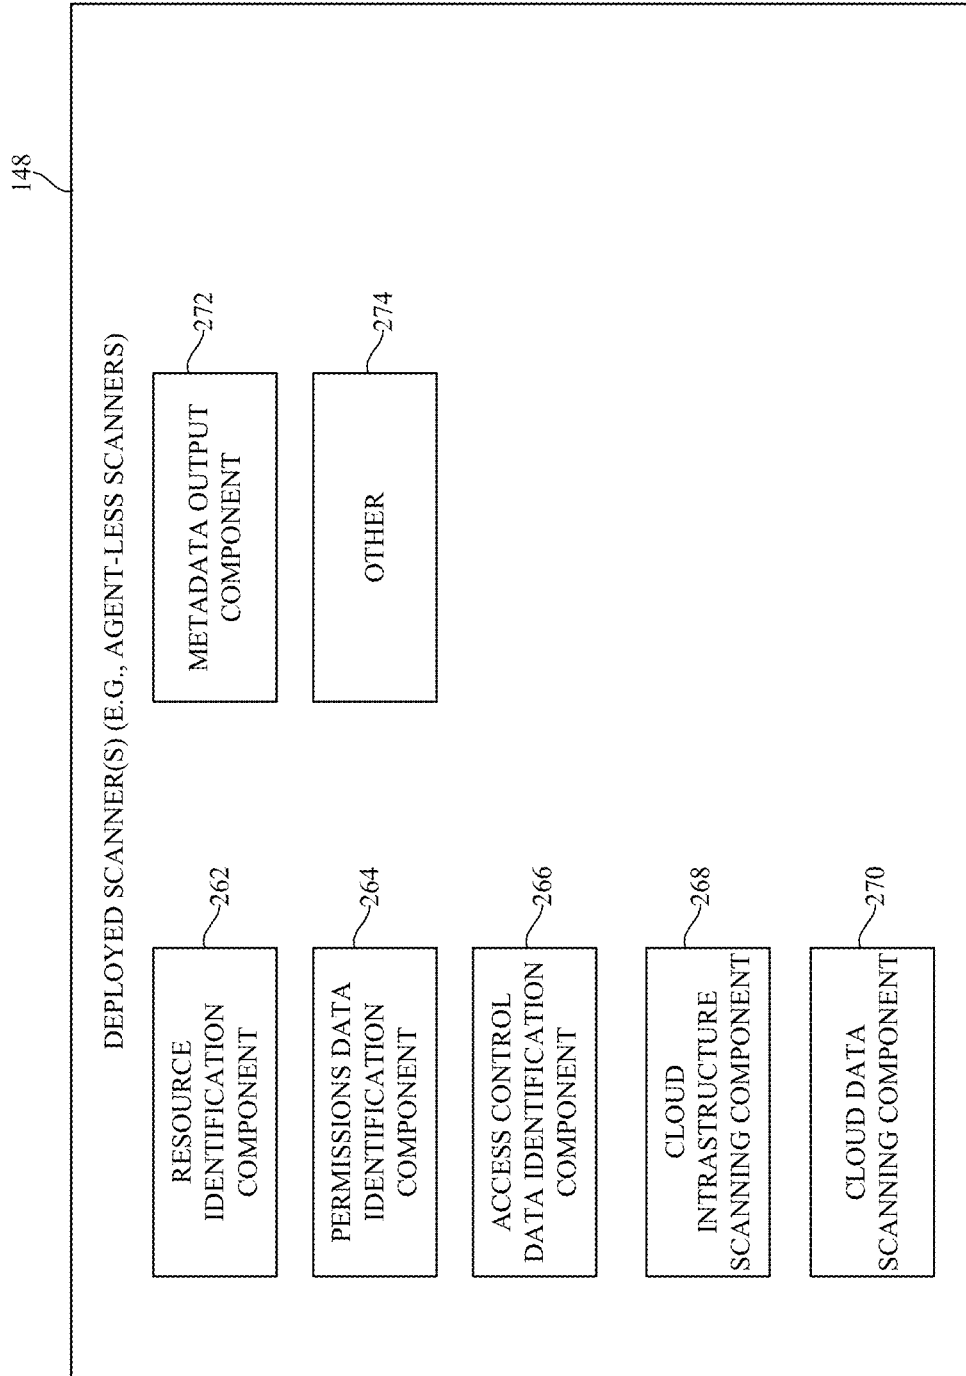 148
DEPLOYED SCANNER(S) (E.G., AGENT-LESS SCANNERS)
RESOURCE
IDENTIFICATION
COMPONENT
262
PERMISSIONS DATA
IDENTIFICATION
COMPONENT
264
ACCESS CONTROL
DATA IDENTIFICATION
COMPONENT
266
CLOUD
INTRASTRUCTURE
SCANNING COMPONENT
268
CLOUD DATA
SCANNING COMPONENT
270
METADATA OUTPUT
COMPONENT
272
OTHER
274